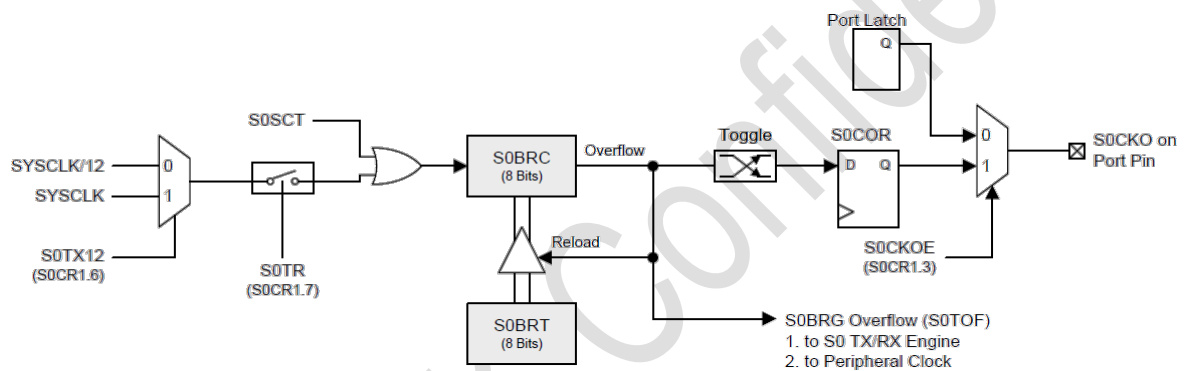 Confide
Port Latch
Q
S0SCT
Toggle
S0COR
SYSCLK/12
0
S0BRC
(8 Bits)
Overflow
D Q
0
1
S0CKO on
Port Pin
SYSCLK
1
S0TX12
(S0CR1.6)
S0TR
(S0CR1.7)
Reload
S0CKOE
(S0CR1.3)
S0BRT
(8 Bits)
S0BRG Overflow (S0TOF)
1. to S0 TX/RX Engine
2. to Peripheral Clock